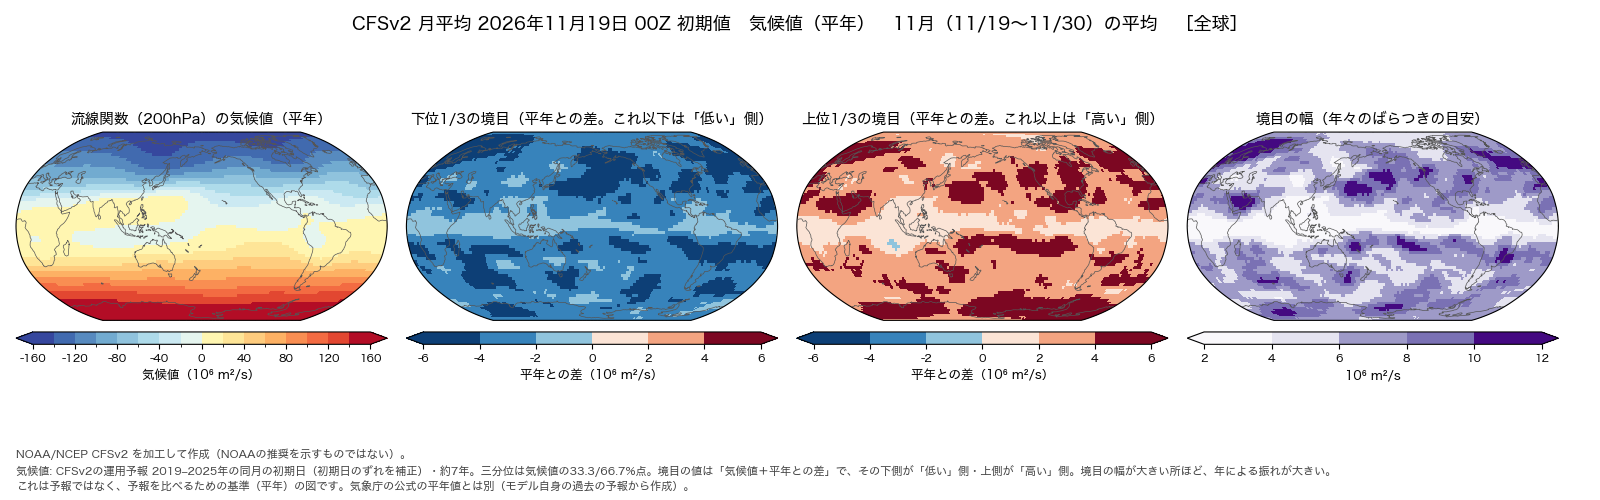 CFSv2 月平均 2026年11月19日 00Z 初期値　気候値（平年）　11月（11/19～11/30）の平均　［全球］
流線関数（200hPa）の気候値（平年）
下位1/3の境目（平年との差。これ以下は「低い」側）
上位1/3の境目（平年との差。これ以上は「高い」側）
境目の幅（年々のばらつきの目安）
-160 -120 -80 -40 0 40 80 120 160
-6 -4 -2 0 2 4 6
-6 -4 -2 0 2 4 6
2 4 6 8 10 12
気候値（10⁶ m²/s）
平年との差（10⁶ m²/s）
平年との差（10⁶ m²/s）
10⁶ m²/s
NOAA/NCEP CFSv2 を加工して作成（NOAAの推奨を示すものではない）。
気候値: CFSv2の運用予報 2019–2025年の同月の初期日（初期日のずれを補正）・約7年。三分位は気候値の33.3/66.7%点。境目の値は「気候値＋平年との差」で、その下側が「低い」側・上側が「高い」側。境目の幅が大きい所ほど、年による振れが大きい。
これは予報ではなく、予報を比べるための基準（平年）の図です。気象庁の公式の平年値とは別（モデル自身の過去の予報から作成）。